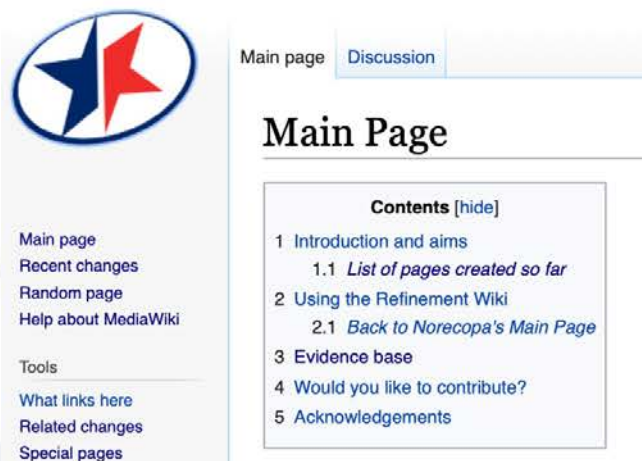 Main page Discussion
Main Page
Contents [hide]
1 Introduction and aims
1.1 List of pages created so far
2 Using the Refinement Wiki
2.1 Back to Norecopa's Main Page
3 Evidence base
4 Would you like to contribute?
5 Acknowledgements
Main page
Recent changes
Random page
Help about MediaWiki
Tools
What links here
Related changes
Special pages